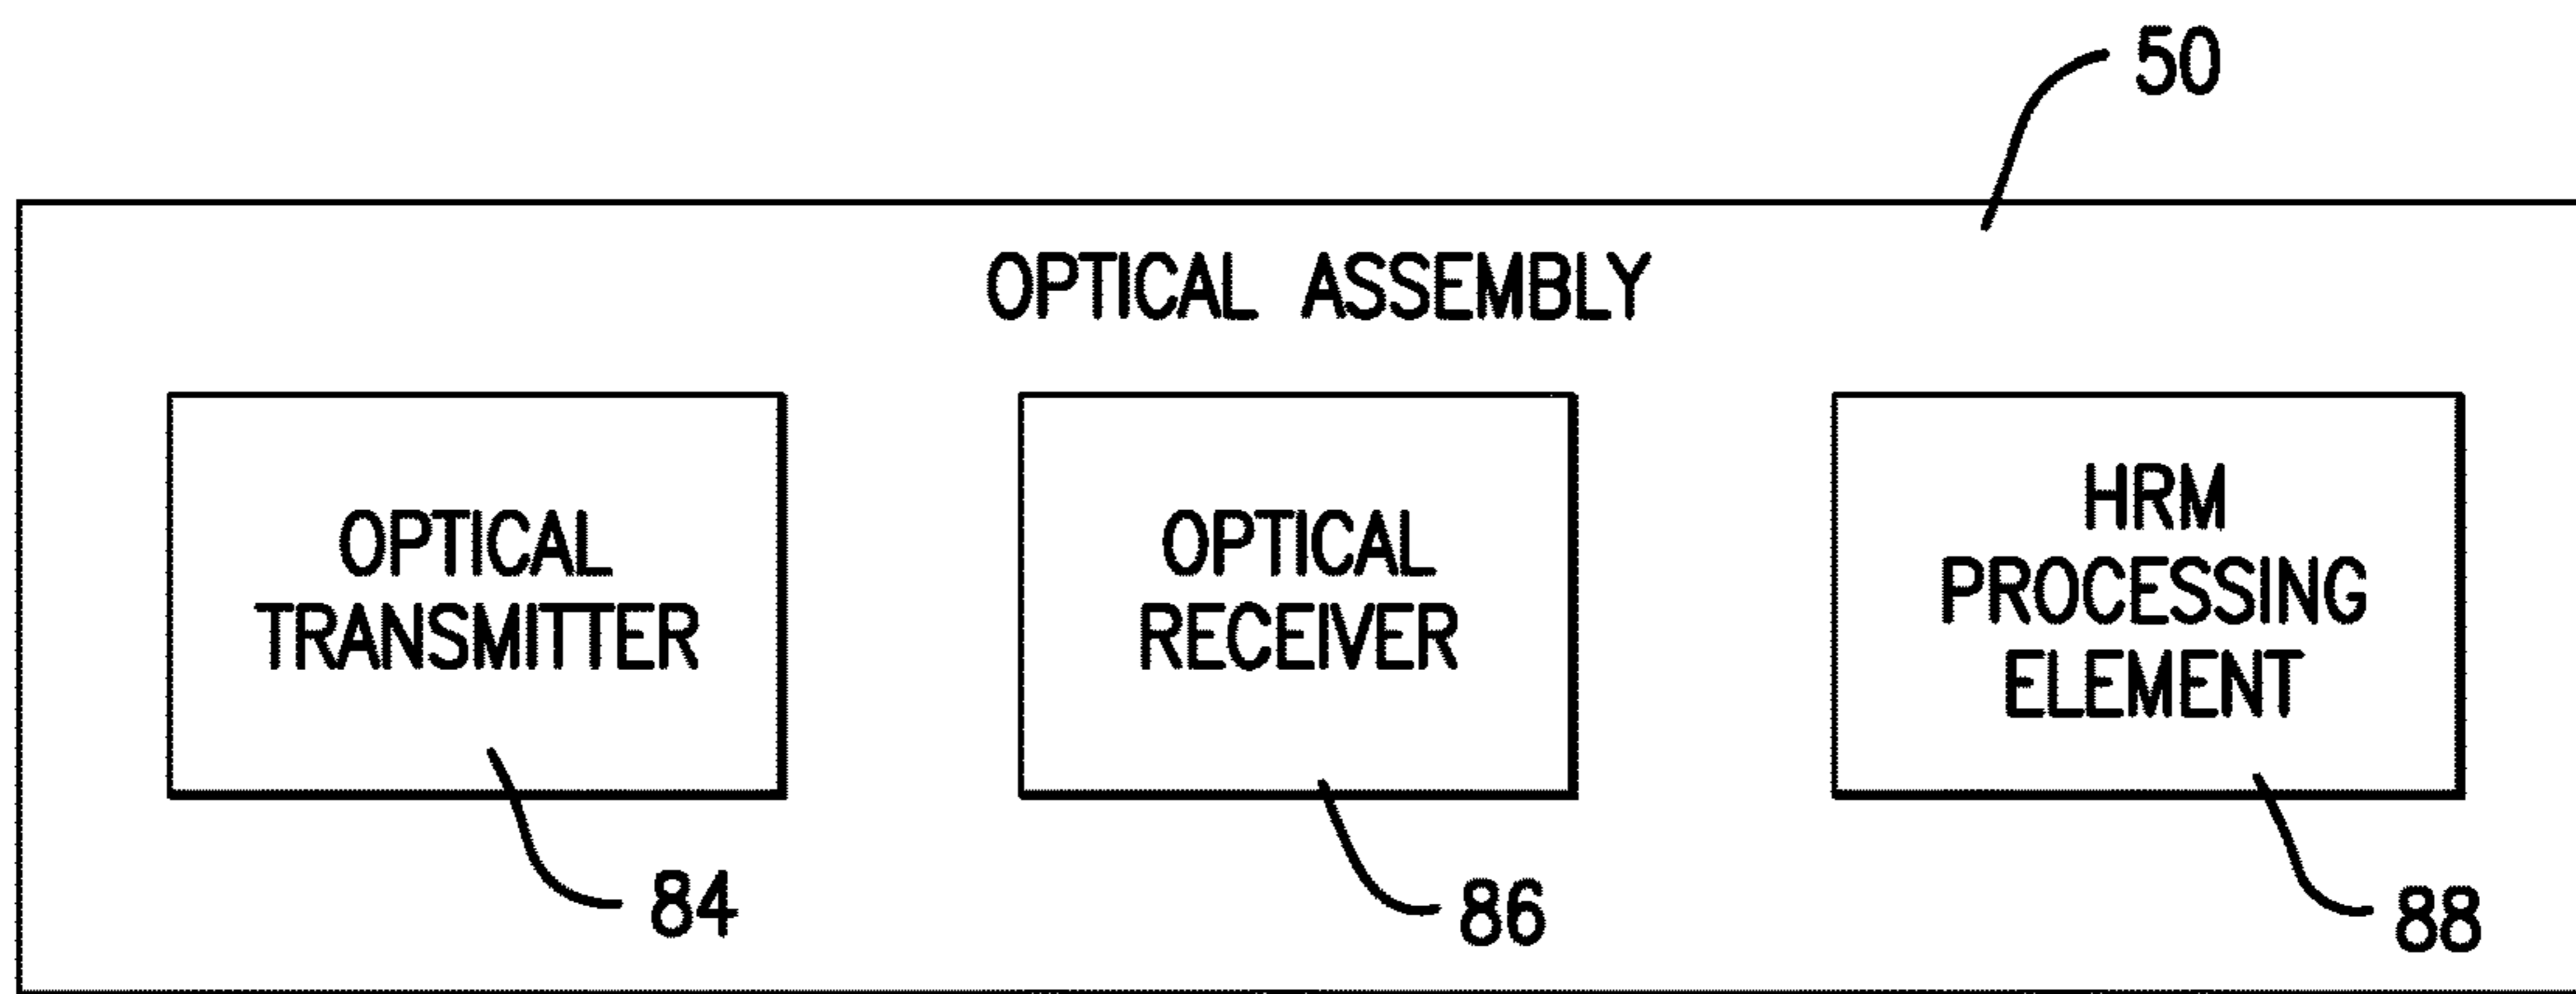 50
OPTICAL ASSEMBLY
OPTICAL
TRANSMITTER
84
OPTICAL
RECEIVER
86
HRM
PROCESSING
ELEMENT
88